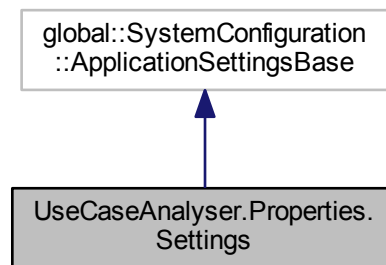 global::SystemConfiguration
::ApplicationSettingsBase
UseCaseAnalyser.Properties.
Settings